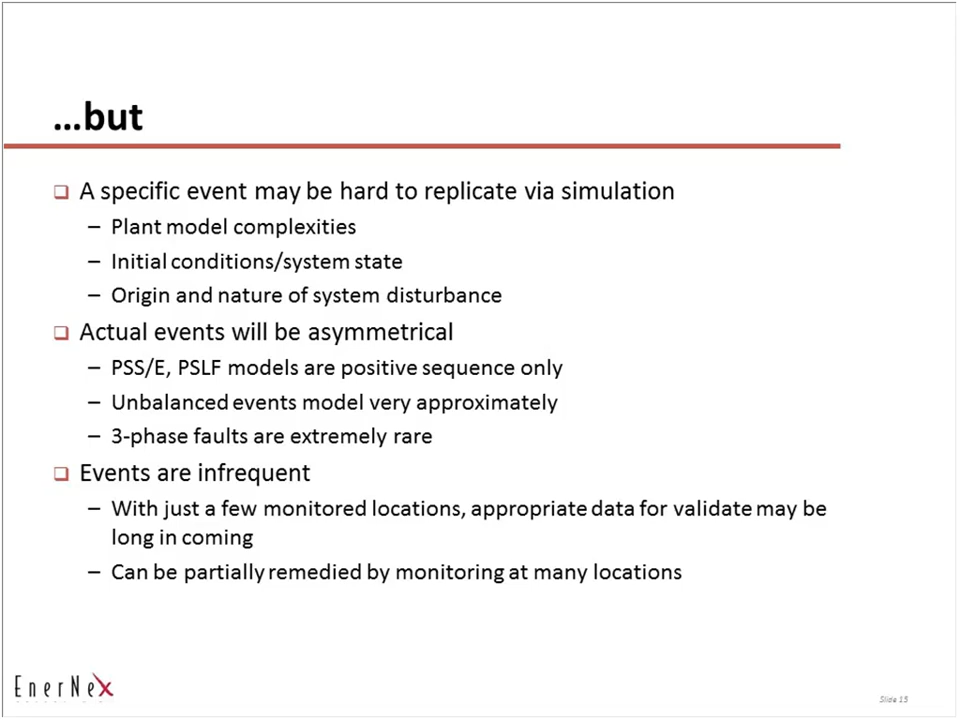 …but
A specific event may be hard to replicate via simulation
– Plant model complexities
– Initial conditions/system state
– Origin and nature of system disturbance
Actual events will be asymmetrical
– PSS/E, PSLF models are positive sequence only
– Unbalanced events model very approximately
– 3-phase faults are extremely rare
Events are infrequent
– With just a few monitored locations, appropriate data for validate may be
long in coming
– Can be partially remedied by monitoring at many locations
EnerNex
Slide 15